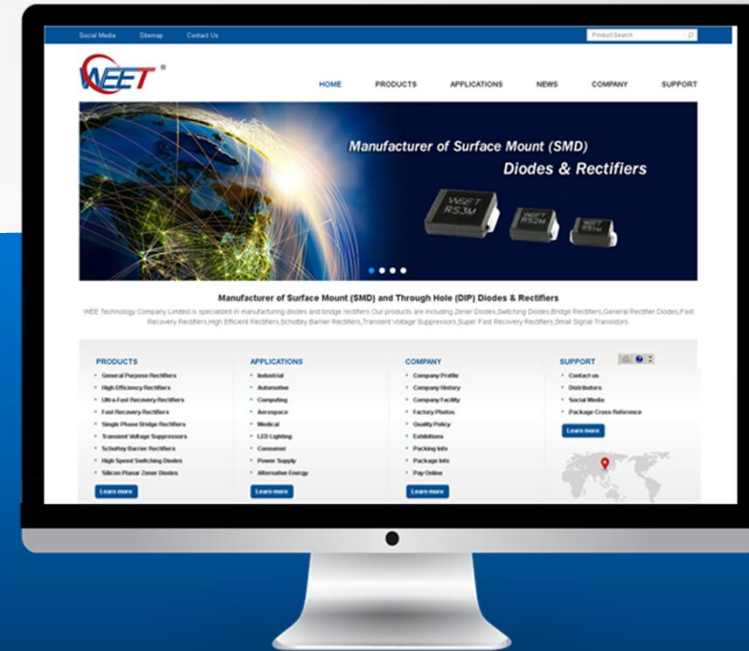 Social Media Sitemap Contact Us Product Search
WEET ®
HOME PRODUCTS APPLICATIONS NEWS COMPANY SUPPORT
Manufacturer of Surface Mount (SMD)
Diodes & Rectifiers
WEET
RS3M
WEET
RS2M
WEET
RS1M
Manufacturer of Surface Mount (SMD) and Through Hole (DIP) Diodes & Rectifiers
WEE Technology Company Limited is specialized in manufacturing diodes and bridge rectifiers.Our products are including Zener Diodes,Switching Diodes,Bridge Rectifiers,General Rectifier Diodes,Fast
Recovery Rectifiers,High Efficient Rectifiers,Schottky Barrier Rectifiers,Transient Voltage Suppressors,Super Fast Recovery Rectifiers,Small Signal Transistors.
PRODUCTS
General Purpose Rectifiers
High Efficiency Rectifiers
Ultra-Fast Recovery Rectifiers
Fast Recovery Rectifiers
Single Phase Bridge Rectifiers
Transient Voltage Suppressors
Schottky Barrier Rectifiers
High Speed Switching Diodes
Silicon Planar Zener Diodes
Learn more
APPLICATIONS
Industrial
Automotive
Computing
Aerospace
Medical
LED Lighting
Consumer
Power Supply
Alternative Energy
Learn more
COMPANY
Company Profile
Company History
Company Facility
Factory Photos
Quality Policy
Exhibitions
Packing Info
Package Info
Pay Online
Learn more
SUPPORT
Contact us
Distributors
Social Media
Package Cross Reference
Learn more